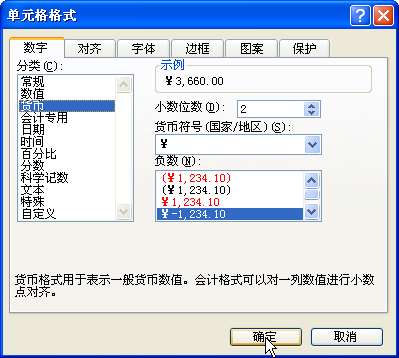 单元格格式
数字 对齐 字体 边框 图案 保护
分类(C):
常规
数值
货币
会计专用
日期
时间
百分比
分数
科学记数
文本
特殊
自定义
示例
¥3,660.00
小数位数(D): 2
货币符号(国家/地区)(S):
¥
负数(N):
(¥1,234.10)
(¥1,234.10)
¥1,234.10
¥-1,234.10
货币格式用于表示一般货币数值。会计格式可以对一列数值进行小数
点对齐。
确定 取消